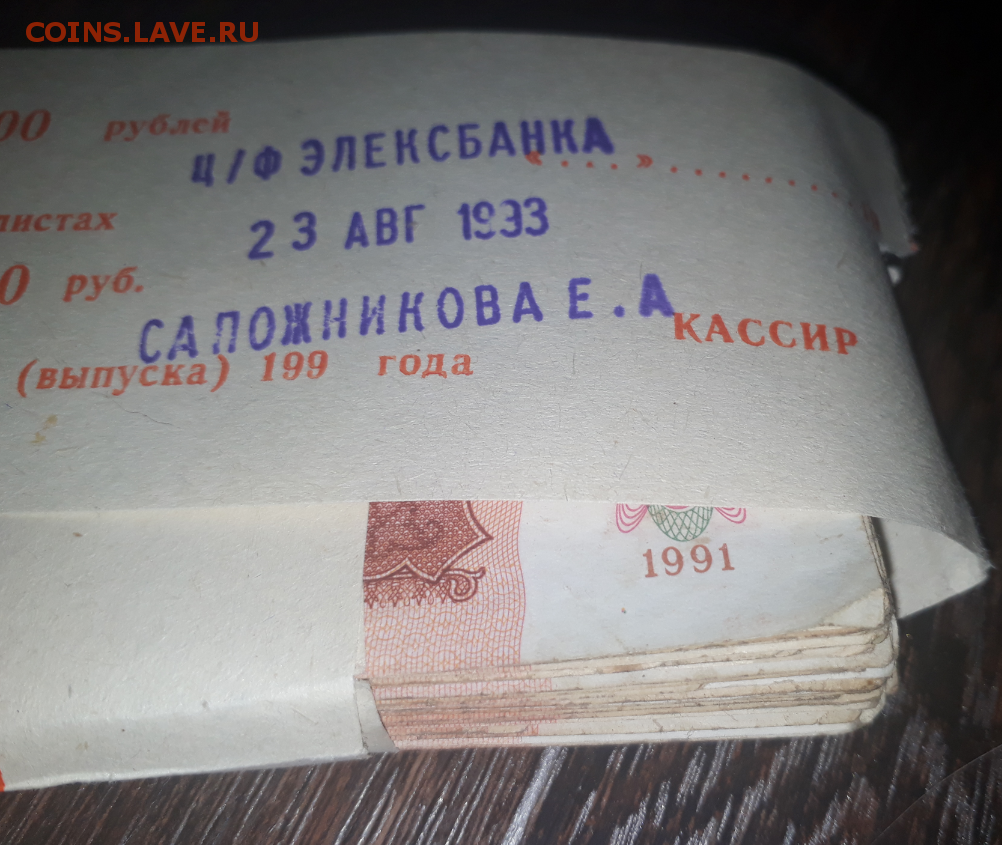 COINS.LAVE.RU
00 рублей
Ц/Ф ЭЛЕКСБАНКА
« . . . » . . . . . . . . . .
листах
23 АВГ 1993
0 руб.
САПОЖНИКОВА Е.А
КАССИР
(выпуска) 199 года
1991